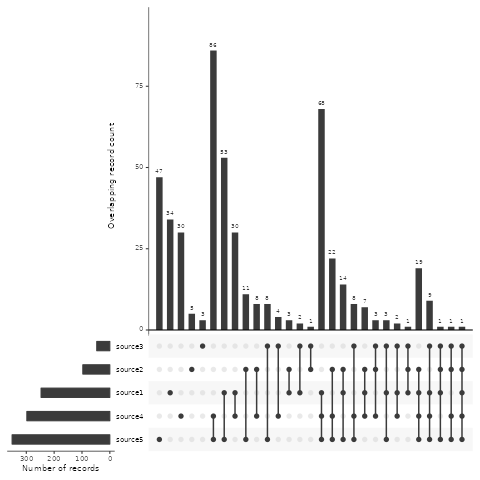 Overlapping record count
86
75
68
53
50
47
34
30 30
25
22
19
14
11
9
8 8 8
7
5
4
3 3 3 3
2 2
1 1 1 1 1
0
source3
source2
source1
source4
source5
300 200 100 0
Number of records